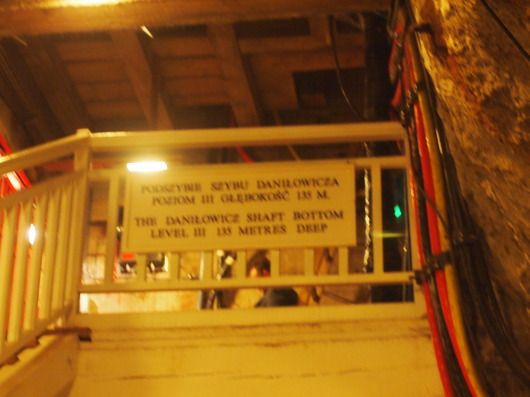 PODSZYBIE SZYBU DANIŁOWICZA
POZIOM III GŁĘBOKOŚĆ 135 M.
THE DANIŁOWICZ SHAFT BOTTOM
LEVEL III 135 METRES DEEP